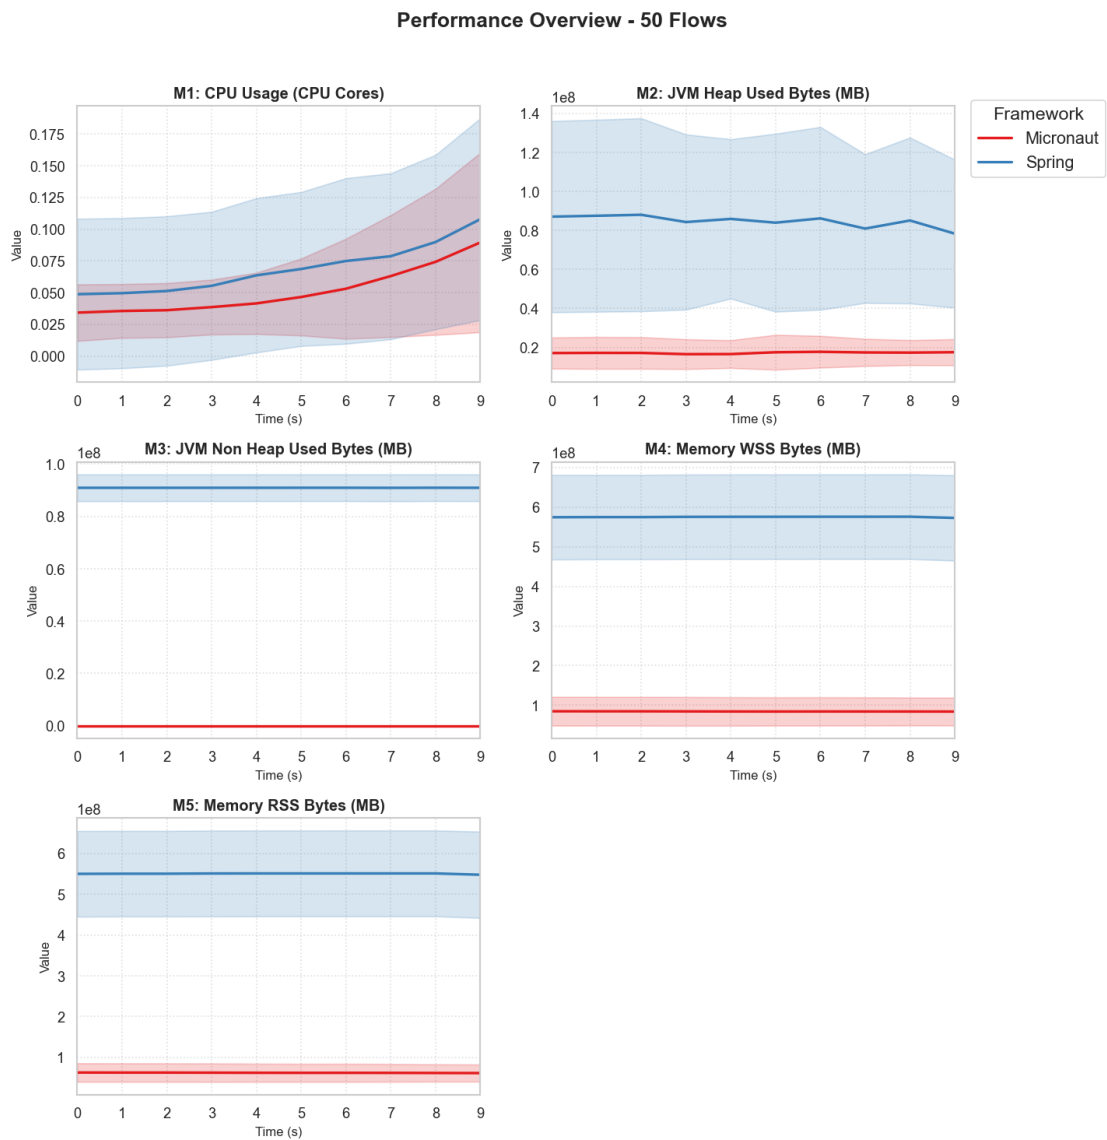 Performance Overview - 50 Flows
M1: CPU Usage (CPU Cores)
Value
0.175
0.150
0.125
0.100
0.075
0.050
0.025
0.000
0 1 2 3 4 5 6 7 8 9
Time (s)
M2: JVM Heap Used Bytes (MB)
1e8
Value
1.4
1.2
1.0
0.8
0.6
0.4
0.2
0 1 2 3 4 5 6 7 8 9
Time (s)
Framework
Micronaut
Spring
M3: JVM Non Heap Used Bytes (MB)
1e8
Value
1.0
0.8
0.6
0.4
0.2
0.0
0 1 2 3 4 5 6 7 8 9
Time (s)
M4: Memory WSS Bytes (MB)
1e8
Value
7
6
5
4
3
2
1
0 1 2 3 4 5 6 7 8 9
Time (s)
M5: Memory RSS Bytes (MB)
1e8
Value
6
5
4
3
2
1
0 1 2 3 4 5 6 7 8 9
Time (s)